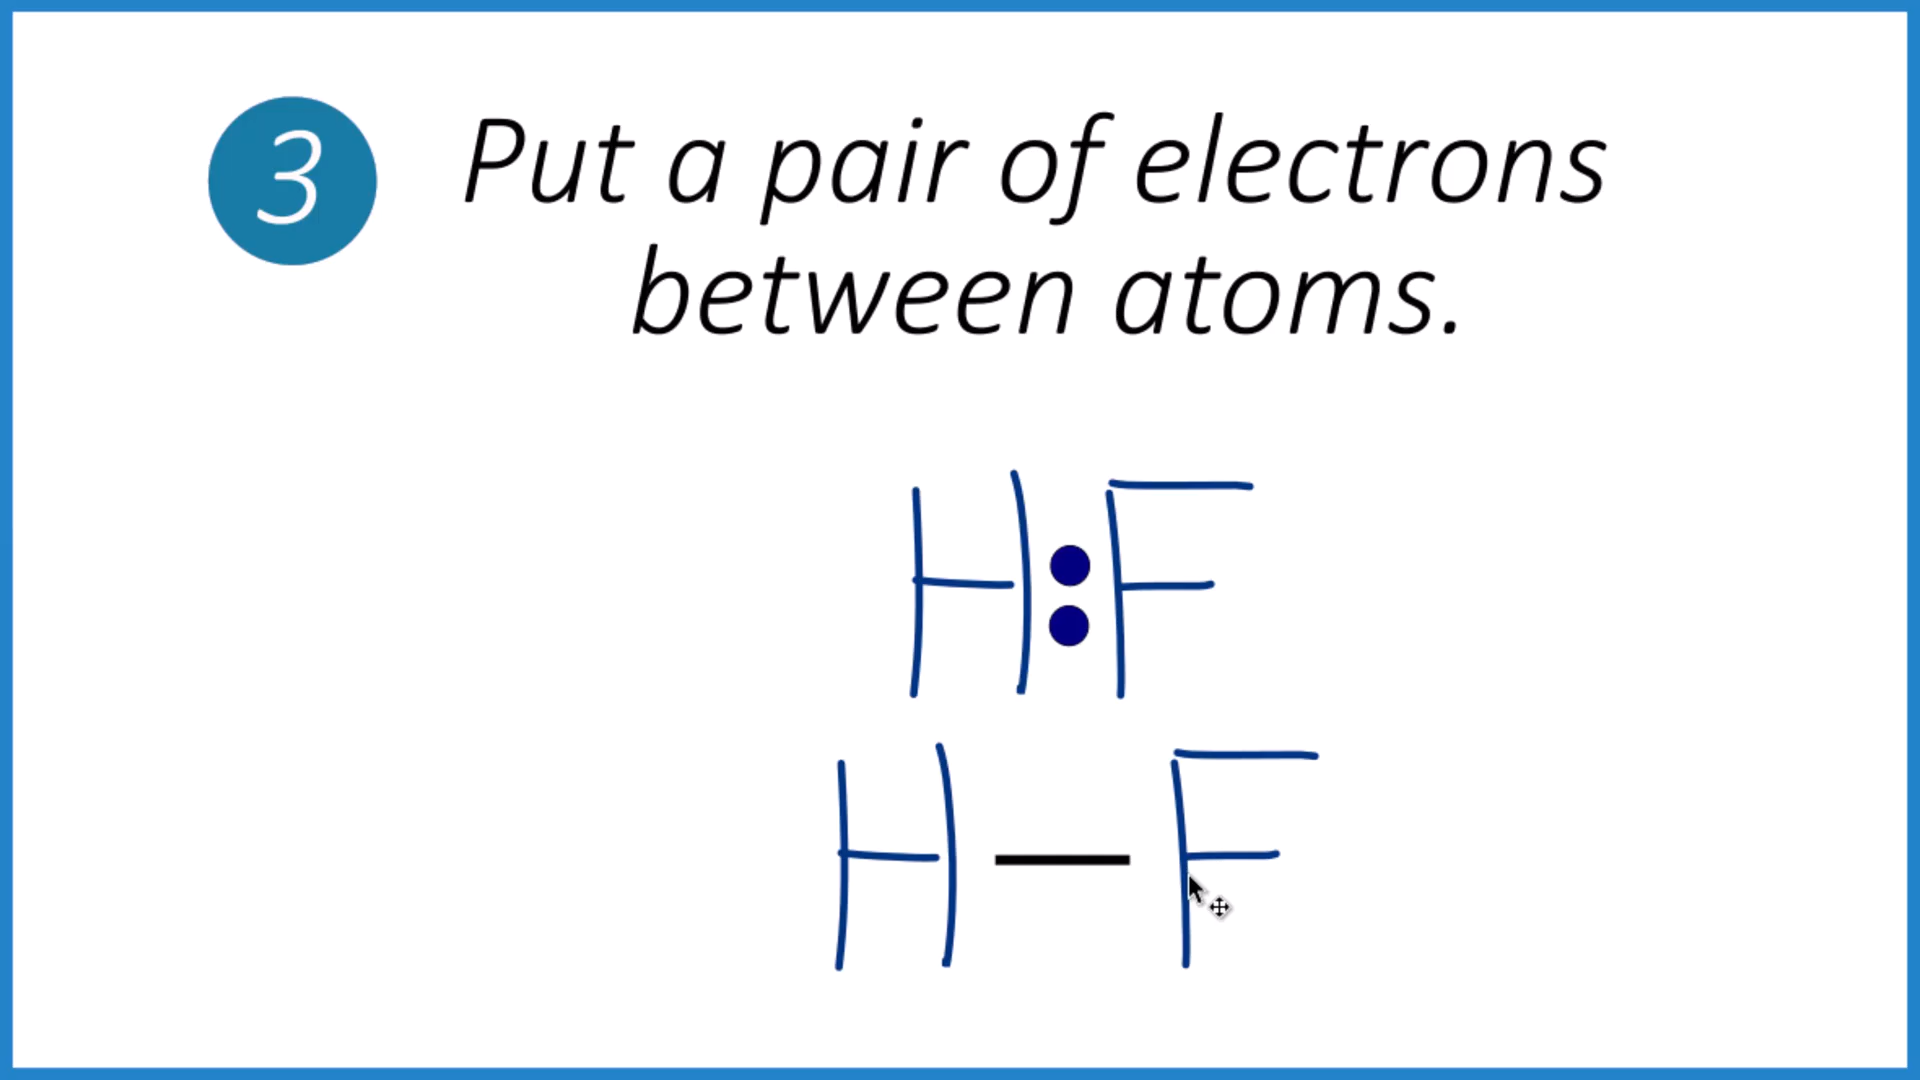 3
Put a pair of electrons
between atoms.
H:F
H—F